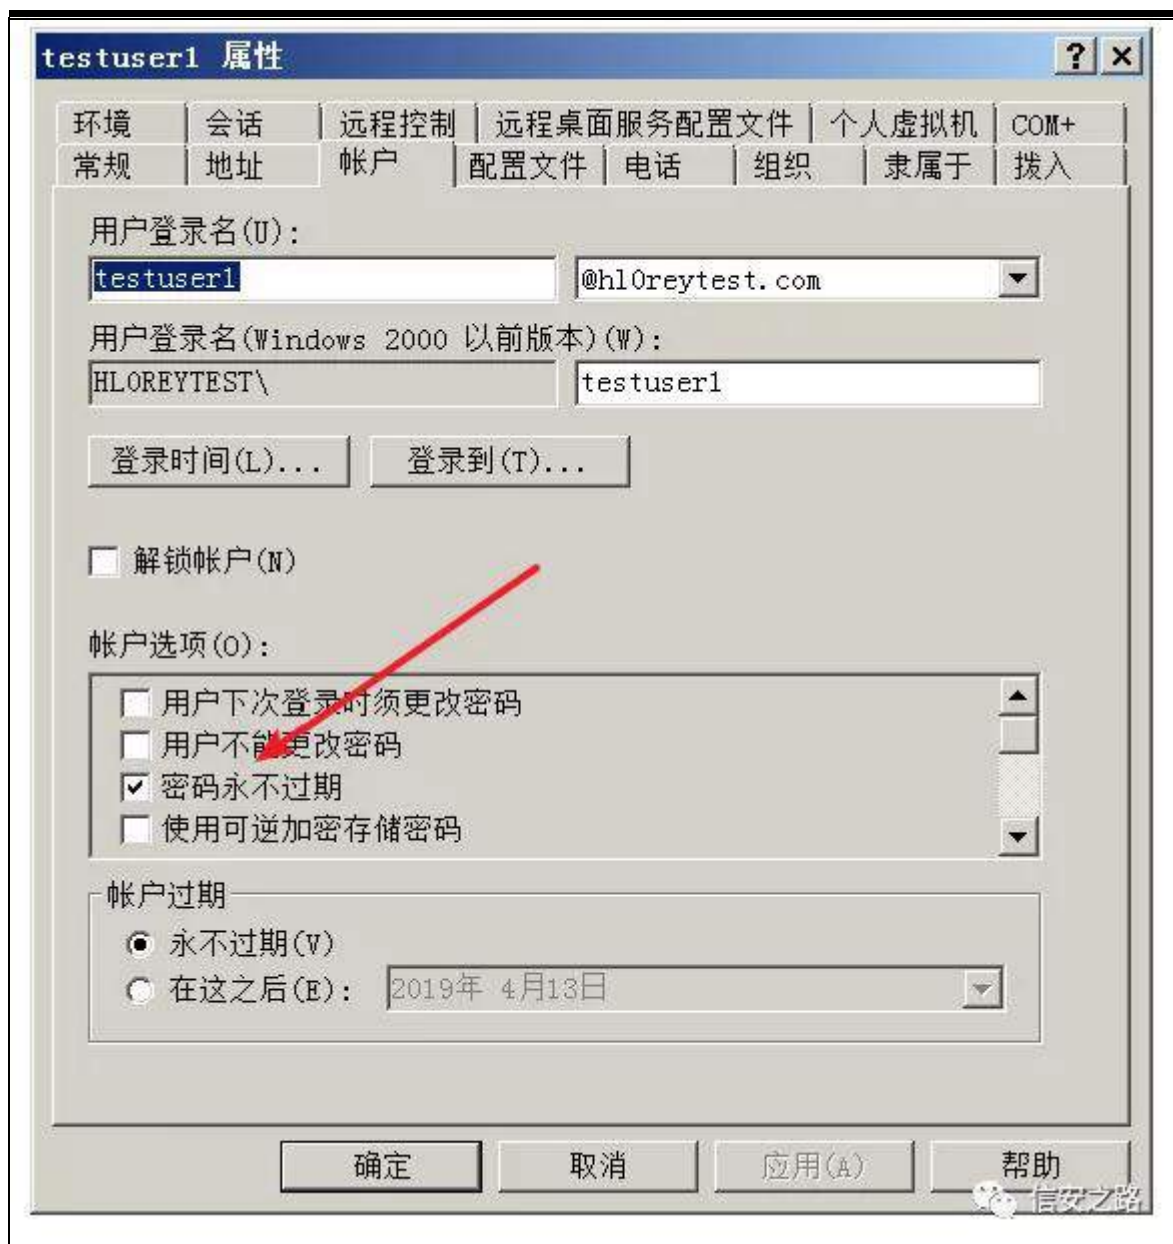 testuser1 属性
环境 会话 远程控制 远程桌面服务配置文件 个人虚拟机 COM+
常规 地址 帐户 配置文件 电话 组织 隶属于 拨入
用户登录名(U):
testuser1 @hl0reytest.com
用户登录名(Windows 2000 以前版本)(W):
HL0REYTEST\ testuser1
登录时间(L)... 登录到(T)...
解锁帐户(N)
帐户选项(O):
用户下次登录时须更改密码
用户不能更改密码
密码永不过期
使用可逆加密存储密码
帐户过期
永不过期(V)
在这之后(E): 2019年 4月13日
确定 取消 应用(A) 帮助
信安之路